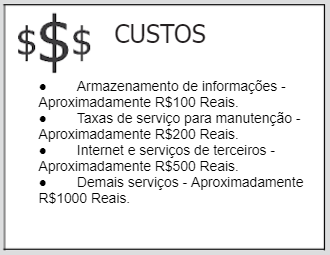 $$$ CUSTOS
● Armazenamento de informações -
Aproximadamente R$100 Reais.
● Taxas de serviço para manutenção -
Aproximadamente R$200 Reais.
● Internet e serviços de terceiros -
Aproximadamente R$500 Reais.
● Demais serviços - Aproximadamente
R$1000 Reais.